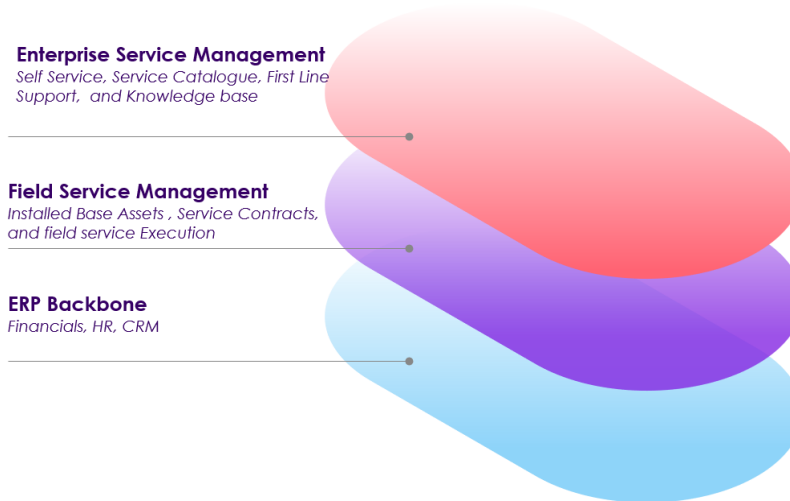 Enterprise Service Management
Self Service, Service Catalogue, First Line
Support,  and Knowledge base
Field Service Management
Installed Base Assets , Service Contracts,
and field service Execution
ERP Backbone
Financials, HR, CRM